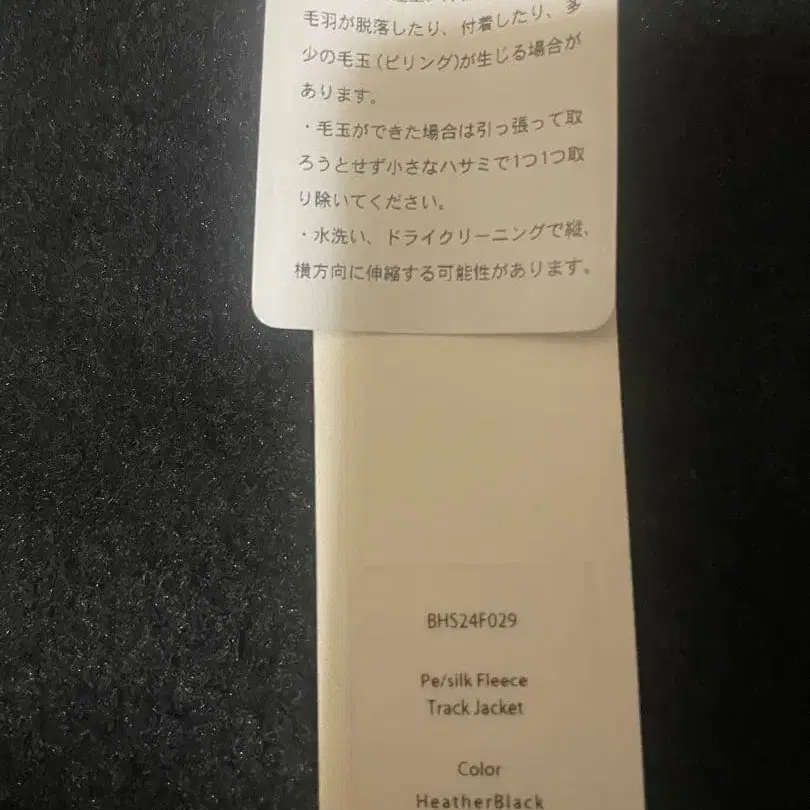 毛羽が脱落したり、付着したり、多
少の毛玉(ピリング)が生じる場合が
あります。
・毛玉ができた場合は引っ張って取
ろうとせず小さなハサミで1つ1つ取
り除いてください。
・水洗い、ドライクリーニングで縦、
横方向に伸縮する可能性があります。
BHS24F029
Pe/silk Fleece
Track Jacket
Color
HeatherBlack